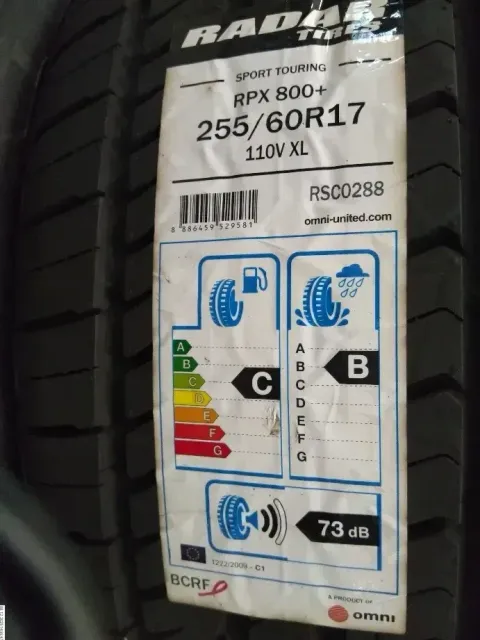 RADAR
TIRES
SPORT TOURING
RPX 800+
255/60R17
110V XL
RSC0288
8 886459 529581
omni-united.com
A
B
C
D
E
F
G
C
A
B
C
D
E
F
G
B
73 dB
1222/2009 - C1
BCRF
A PRODUCT OF
omni